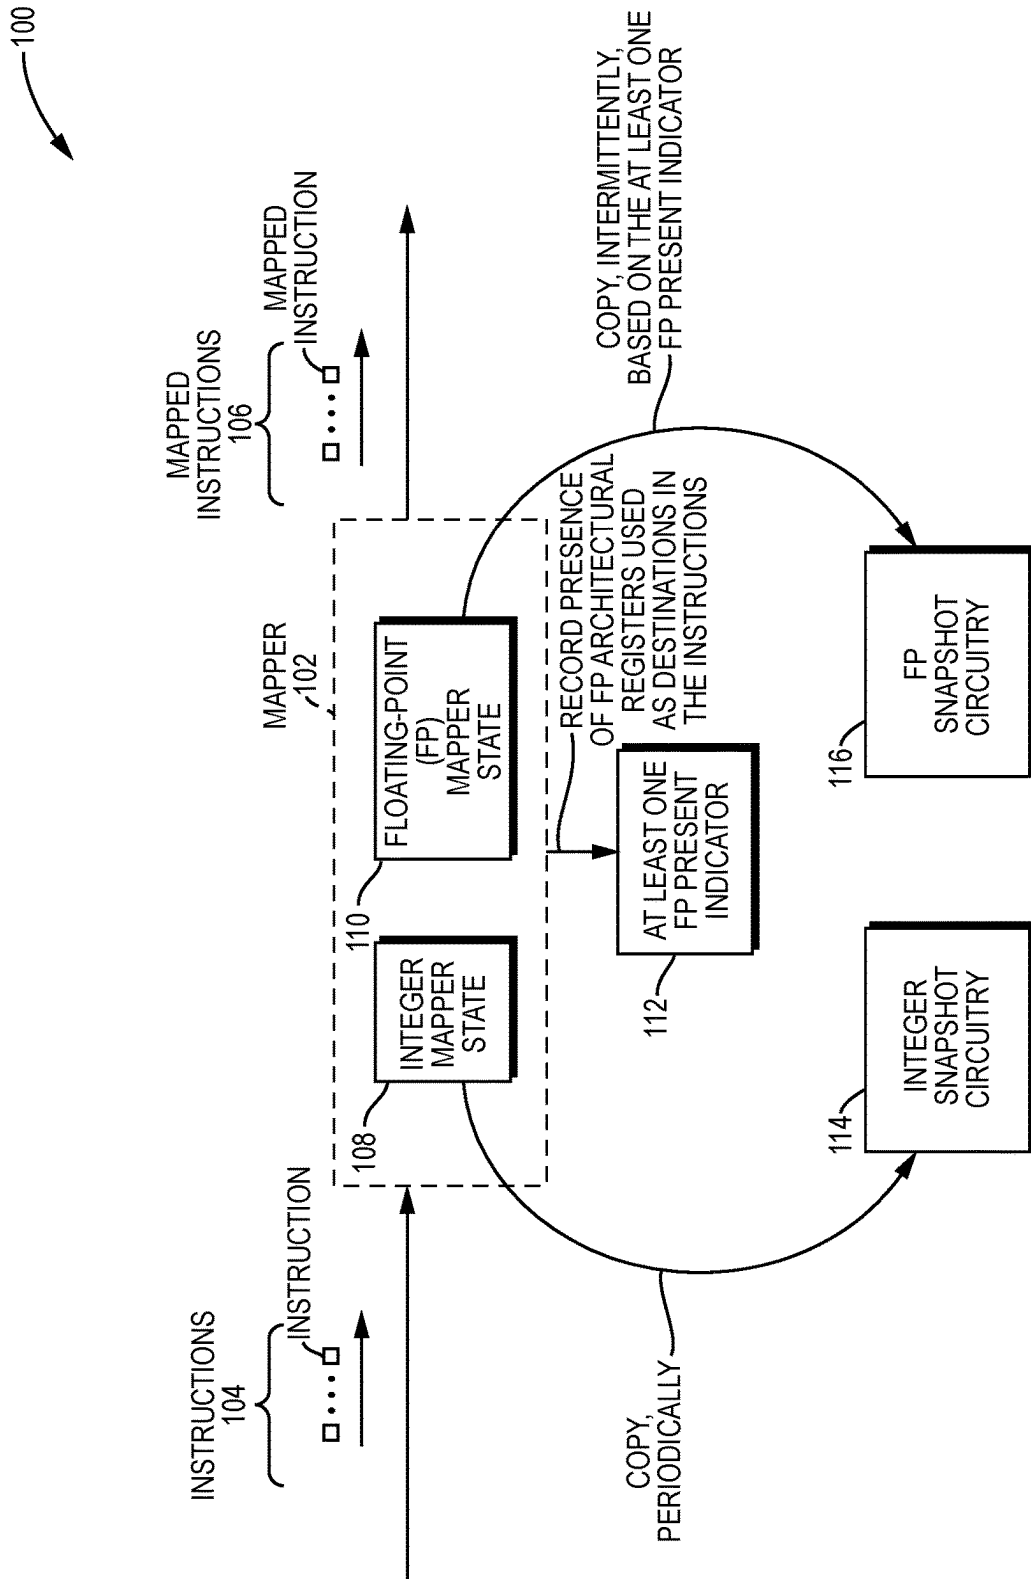 100
INSTRUCTIONS
104
INSTRUCTION
MAPPER
102
MAPPED
INSTRUCTIONS
106
MAPPED
INSTRUCTION
108
INTEGER
MAPPER
STATE
110
FLOATING-POINT
(FP)
MAPPER
STATE
COPY,
PERIODICALLY
112
AT LEAST ONE
FP PRESENT
INDICATOR
RECORD PRESENCE
OF FP ARCHITECTURAL
REGISTERS USED
AS DESTINATIONS IN
THE INSTRUCTIONS
COPY, INTERMITTENTLY,
BASED ON THE AT LEAST ONE
FP PRESENT INDICATOR
114
INTEGER
SNAPSHOT
CIRCUITRY
116
FP
SNAPSHOT
CIRCUITRY